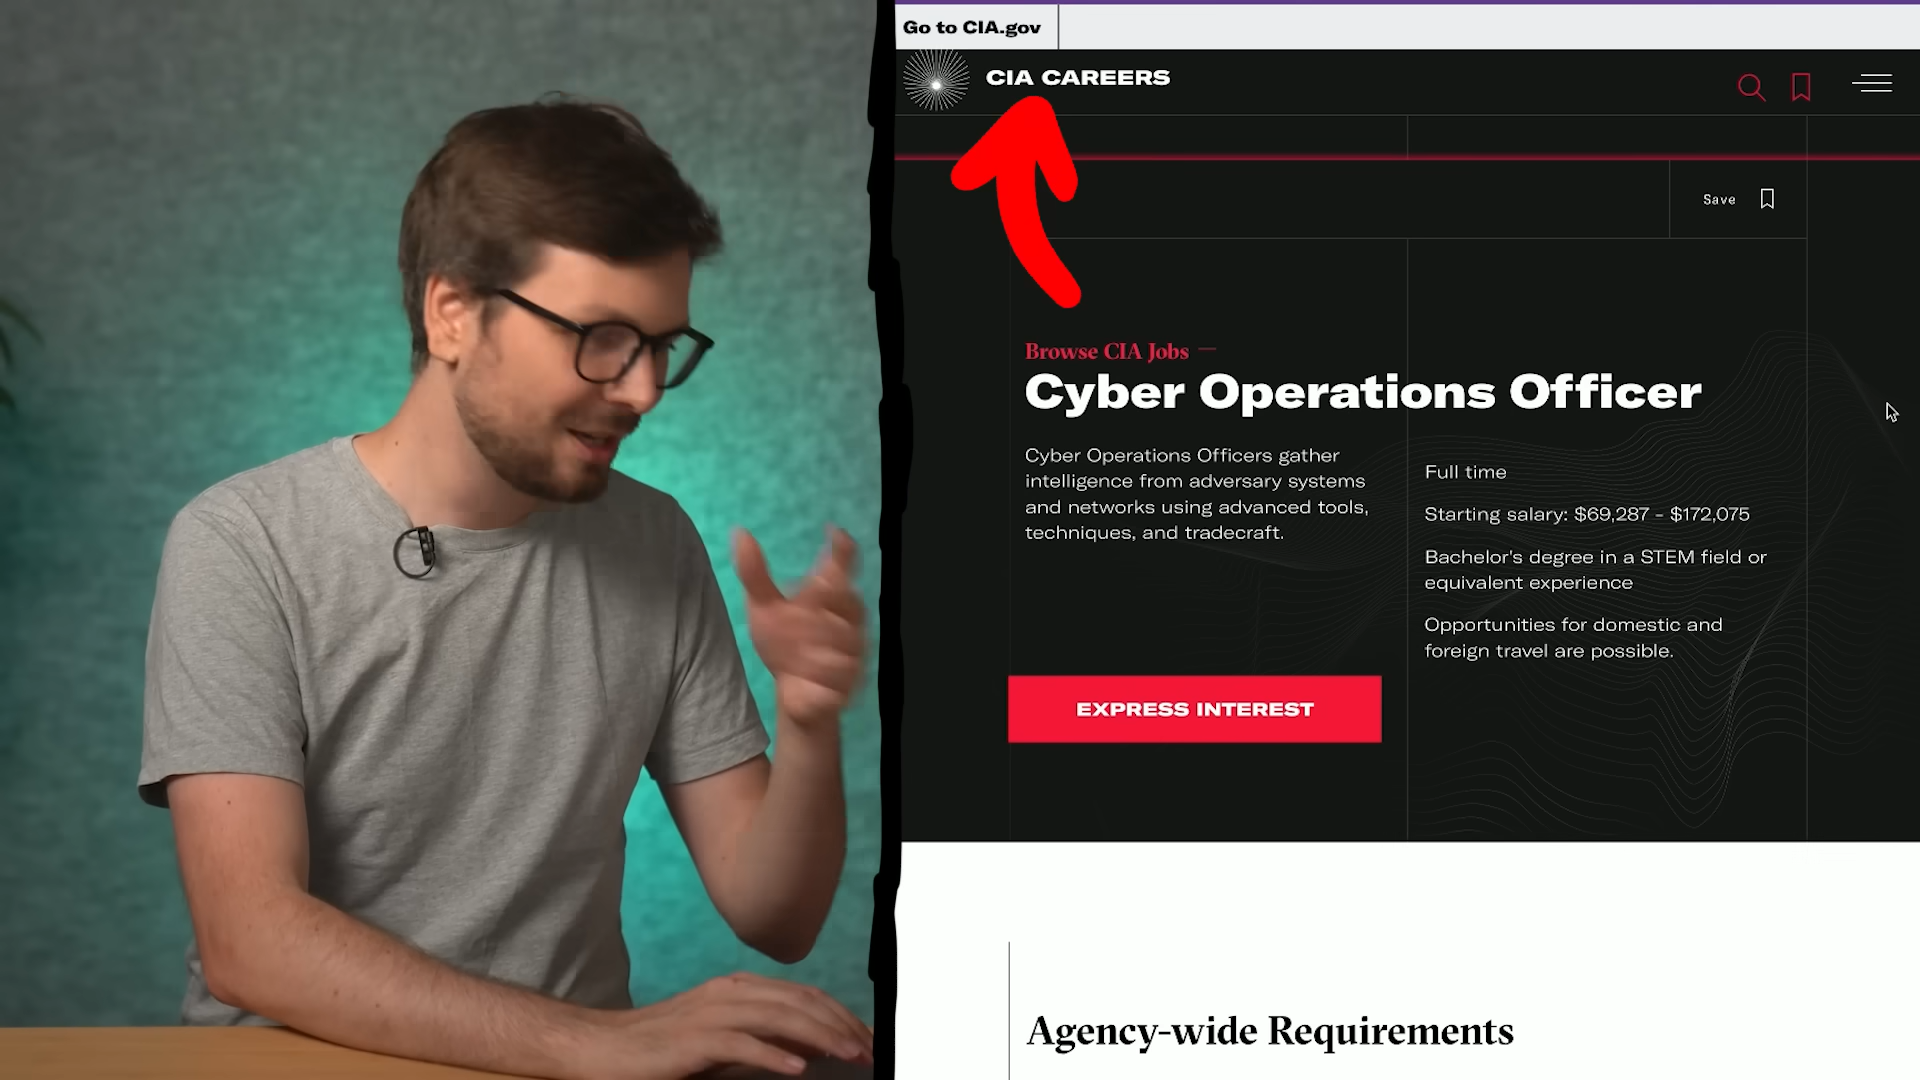 Go to CIA.gov
CIA CAREERS
Save
Browse CIA Jobs
Cyber Operations Officer
Cyber Operations Officers gather
intelligence from adversary systems
and networks using advanced tools,
techniques, and tradecraft.
Full time
Starting salary: $69,287 - $172,075
Bachelor's degree in a STEM field or
equivalent experience
Opportunities for domestic and
foreign travel are possible.
EXPRESS INTEREST
Agency-wide Requirements